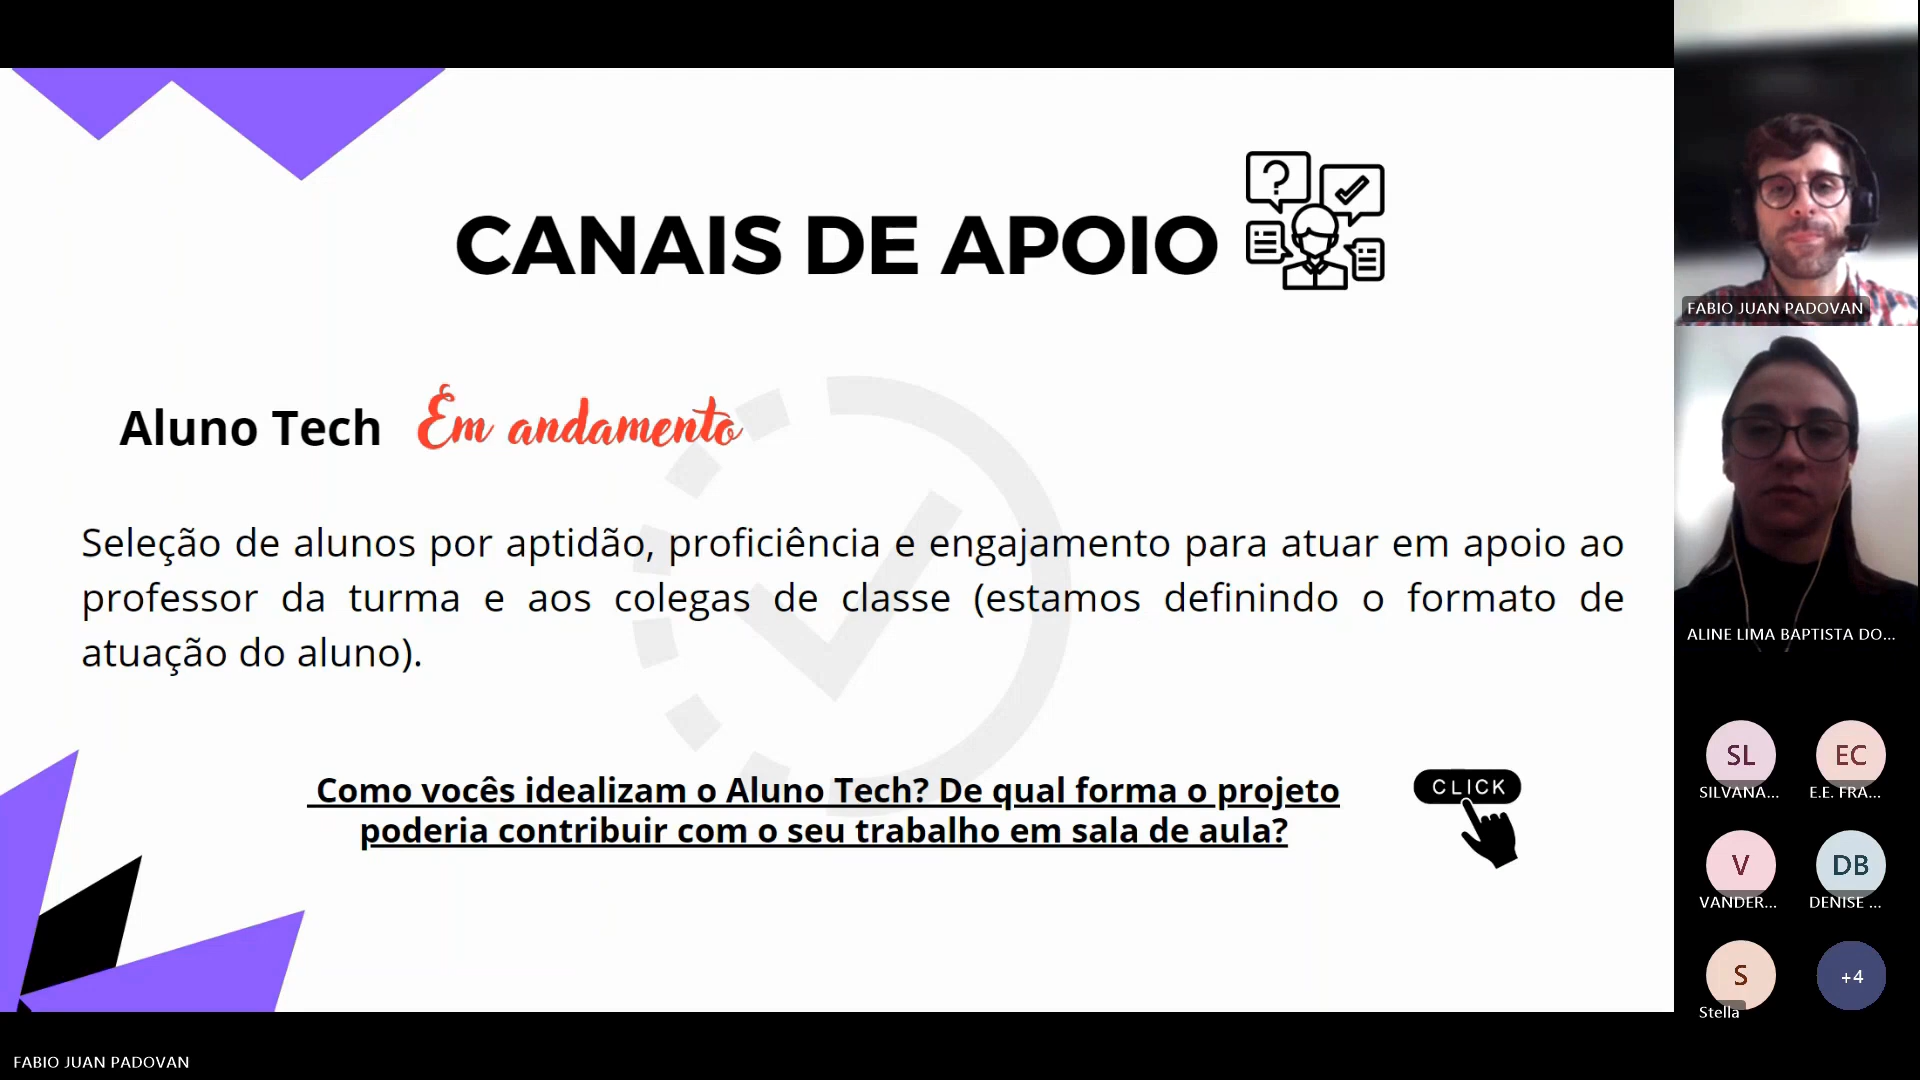 CANAIS DE APOIO
?
Aluno Tech Em andamento
Seleção de alunos por aptidão, proficiência e engajamento para atuar em apoio ao
professor da turma e aos colegas de classe (estamos definindo o formato de
atuação do aluno).
Como vocês idealizam o Aluno Tech? De qual forma o projeto
poderia contribuir com o seu trabalho em sala de aula?
CLICK
FABIO JUAN PADOVAN
ALINE LIMA BAPTISTA DO...
SL
SILVANA...
EC
E.E. FRA...
V
VANDER...
DB
DENISE ...
S
Stella
+4
FABIO JUAN PADOVAN